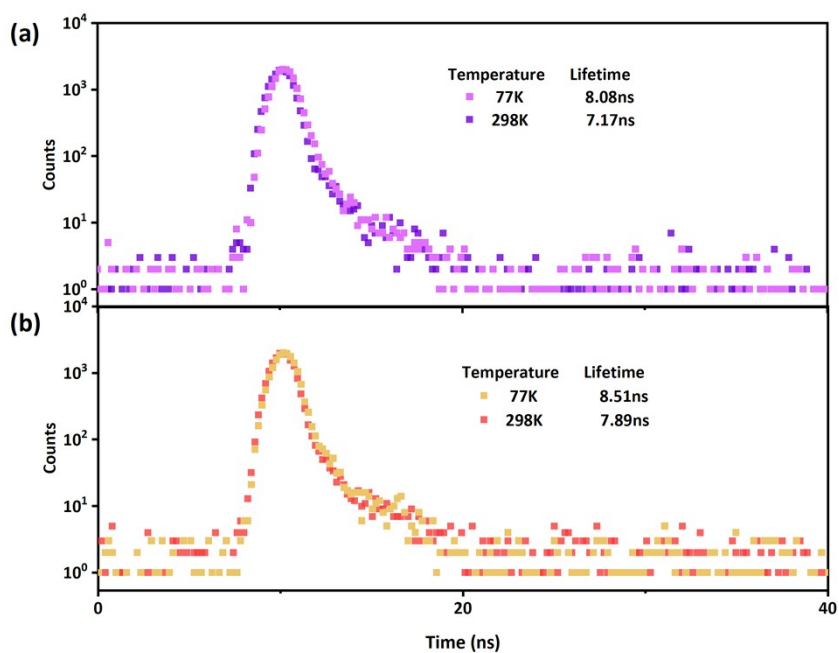 (a)
10⁴
10³
10²
10¹
10⁰
Counts
Temperature Lifetime
77K 8.08ns
298K 7.17ns
(b)
10⁴
10³
10²
10¹
10⁰
Counts
Temperature Lifetime
77K 8.51ns
298K 7.89ns
0 20 40
Time (ns)